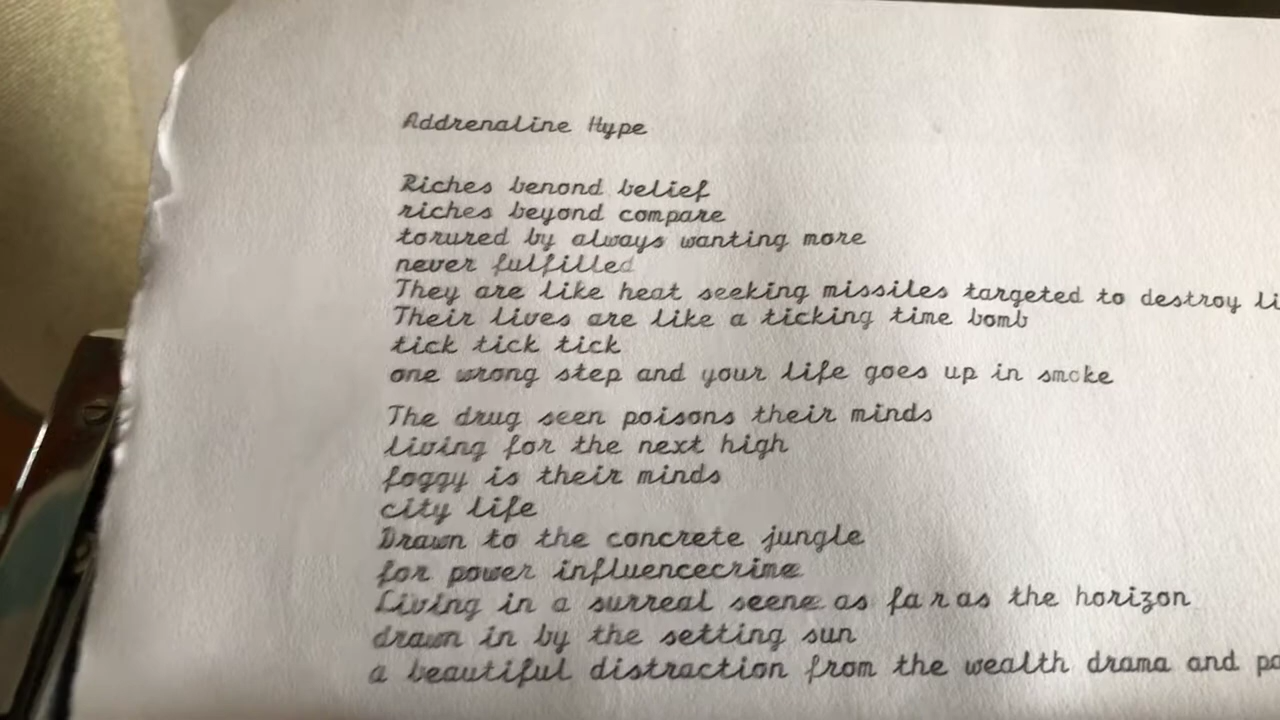 Addrenaline Hype
Riches benond belief
riches beyond compare
torured by always wanting more
never fulfilled
They are like heat seeking missiles targeted to destroy
Their lives are like a ticking time bomb
tick tick tick
one wrong step and your life goes up in smoke
The drug seen poisons their minds
living for the next high
foggy is their minds
city life
Drawn to the concrete jungle
for power influencecrime
Living in a surreal seene as far as the horizon
drawn in by the setting sun
a beautiful distraction from the wealth drama and